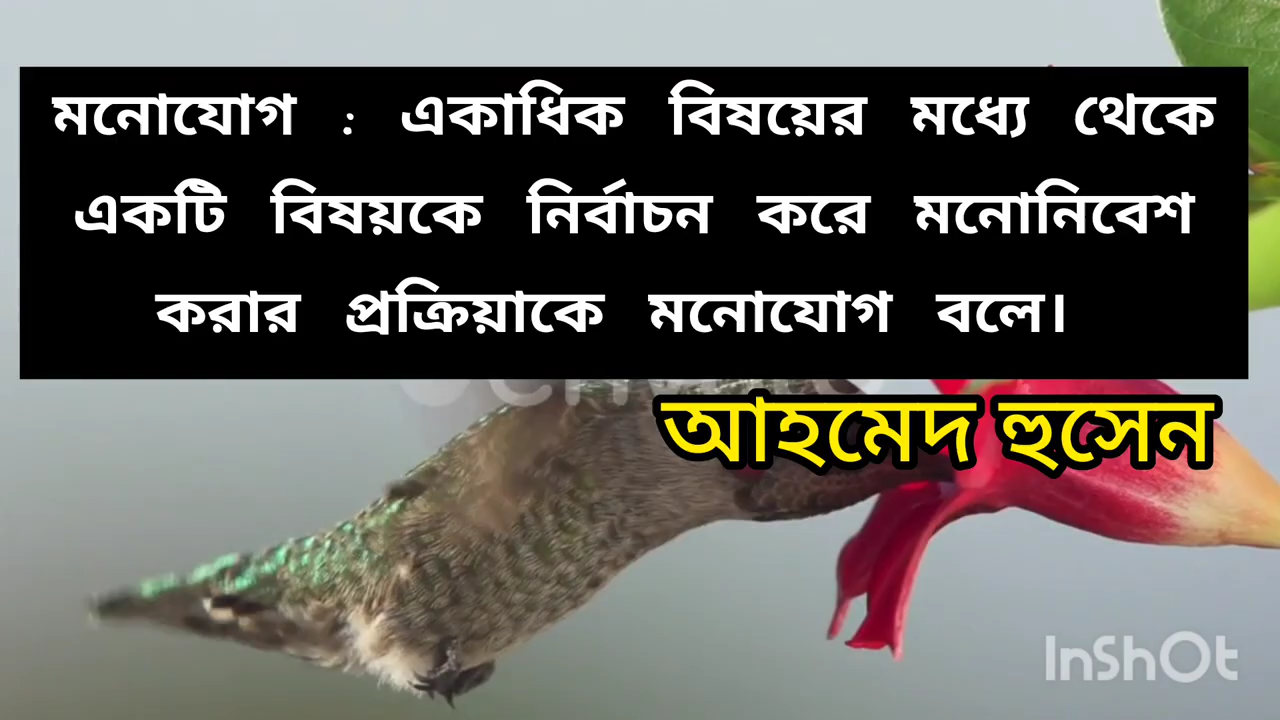 মনোযোগ : একাধিক বিষয়ের মধ্যে থেকে
একটি বিষয়কে নির্বাচন করে মনোনিবেশ
করার প্রক্রিয়াকে মনোযোগ বলে।
আহমেদ হুসেন
InShOt